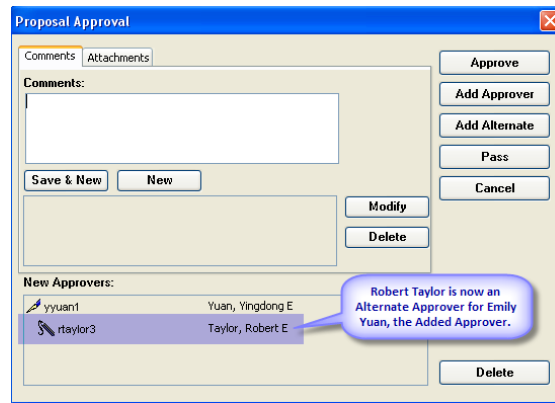 Proposal Approval
Comments Attachments
Comments:
Save & New New
Modify
Delete
Approve
Add Approver
Add Alternate
Pass
Cancel
New Approvers:
yyuan1 Yuan, Yingdong E
rtaylor3 Taylor, Robert E
Robert Taylor is now an
Alternate Approver for Emily
Yuan, the Added Approver.
Delete